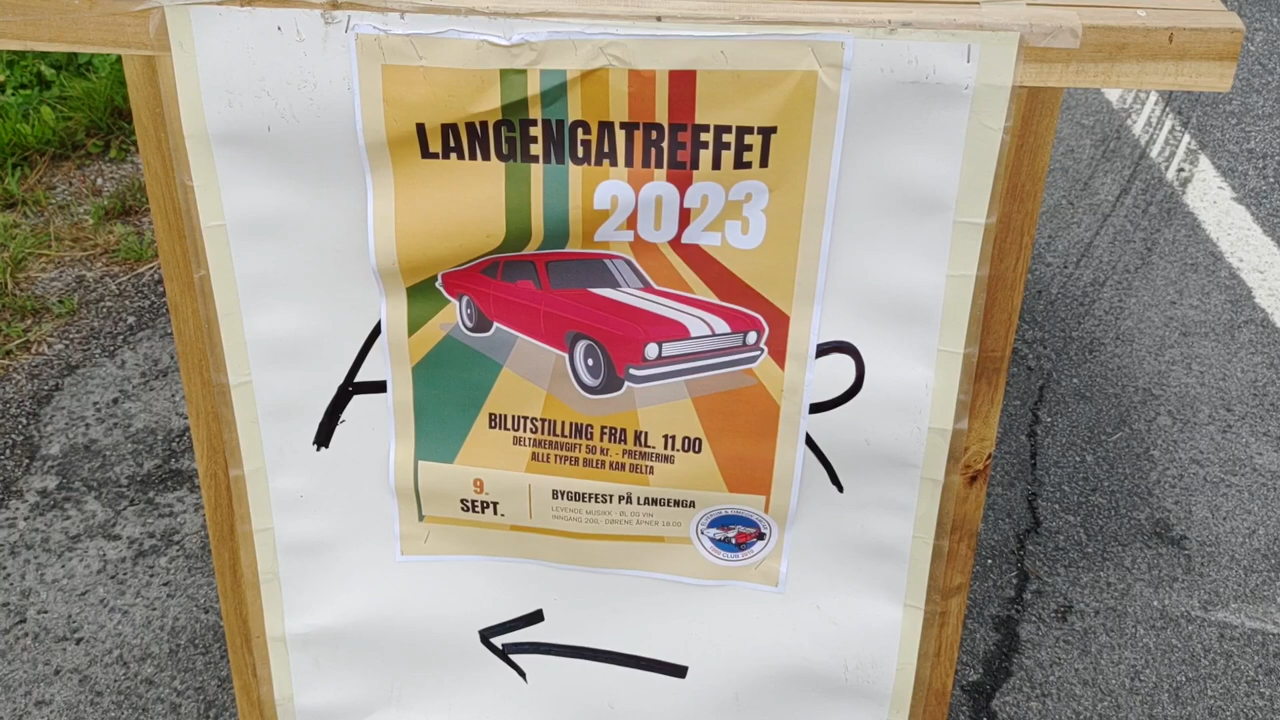 LANGENGATREFFET
2023
BILUTSTILLING FRA KL. 11.00
DELTAKERAVGIFT 50 Kr. - PREMIERING
ALLE TYPER BILER KAN DELTA
9.
SEPT.
BYGDEFEST PÅ LANGENGA
LEVENDE MUSIKK - ØL OG VIN
INNGANG 200,- DØRENE ÅPNER 18.00
A
R